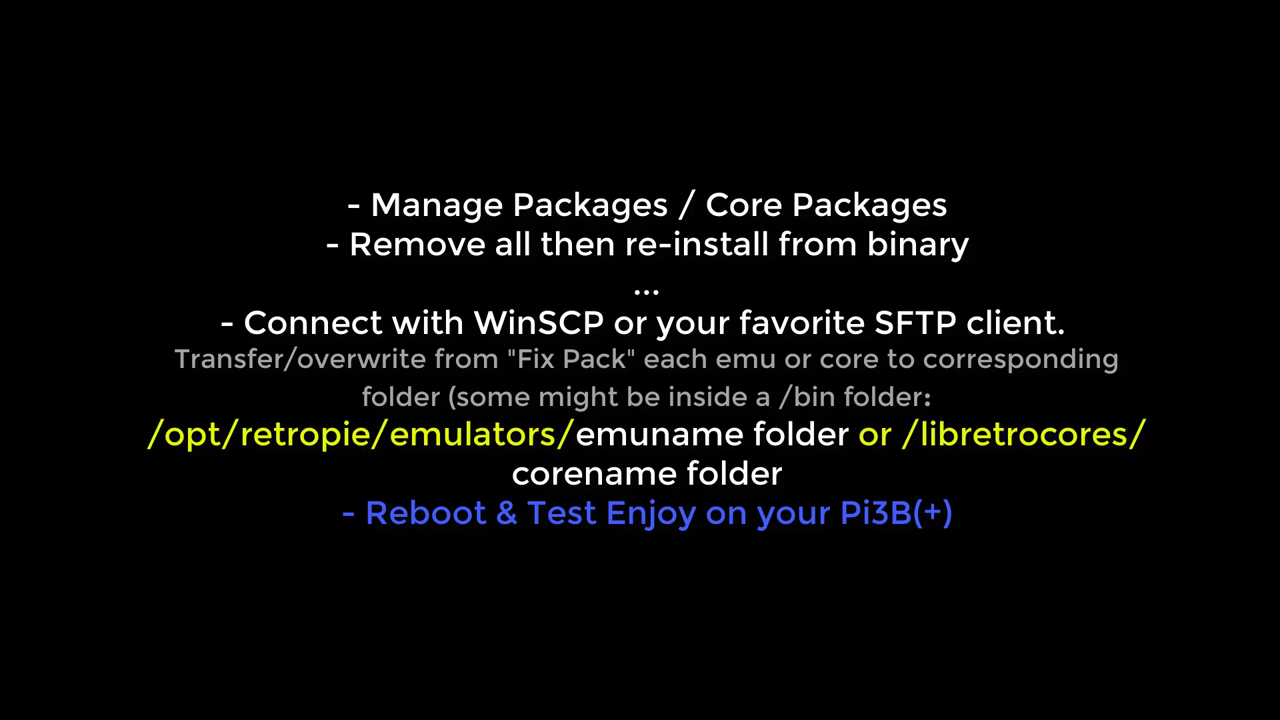 - Manage Packages / Core Packages
- Remove all then re-install from binary
...
- Connect with WinSCP or your favorite SFTP client.
Transfer/overwrite from "Fix Pack" each emu or core to corresponding
folder (some might be inside a /bin folder:
/opt/retropie/emulators/emuname folder or /libretrocores/
corename folder
- Reboot & Test Enjoy on your Pi3B(+)